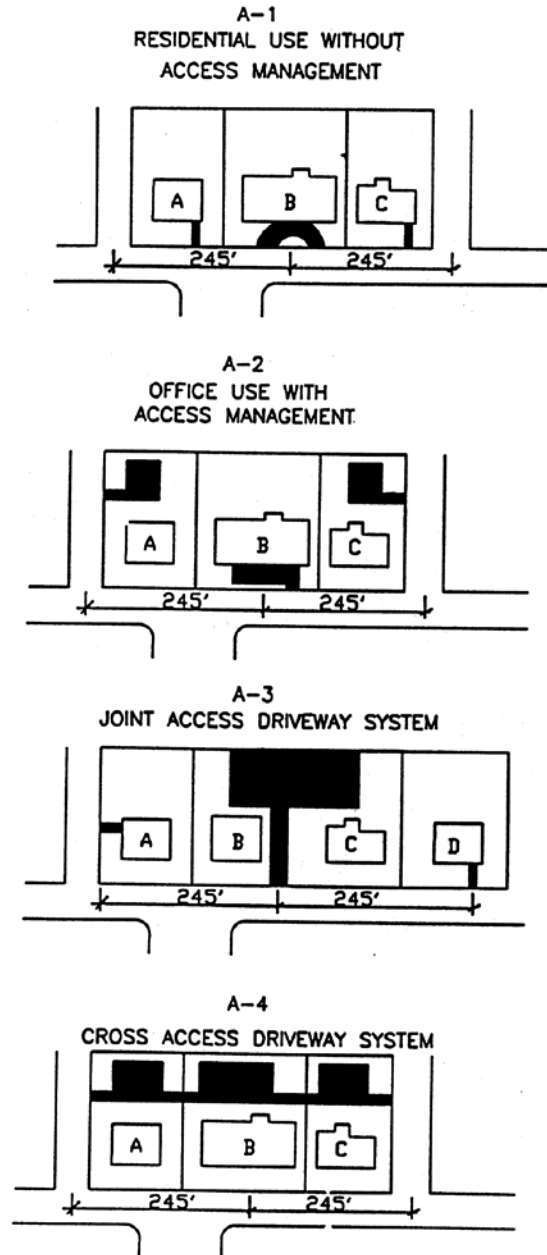 A-1
RESIDENTIAL USE WITHOUT
ACCESS MANAGEMENT
A
B
C
245'
245'
A-2
OFFICE USE WITH
ACCESS MANAGEMENT
A
B
C
245'
245'
A-3
JOINT ACCESS DRIVEWAY SYSTEM
A
B
C
D
245'
245'
A-4
CROSS ACCESS DRIVEWAY SYSTEM
A
B
C
245'
245'